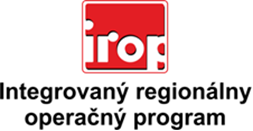 irop
Integrovaný regionálny
operačný program